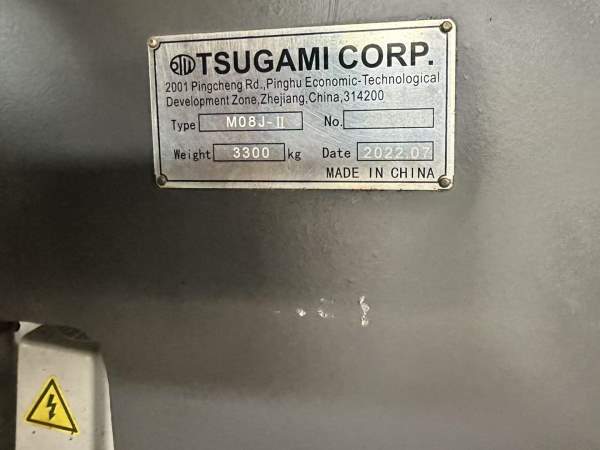 TSUGAMI CORP.
2001 Pingcheng Rd.,Pinghu Economic-Technological
Development Zone,Zhejiang,China,314200
Type M08J-II No.
Weight 3300 kg Date 2022.07
MADE IN CHINA